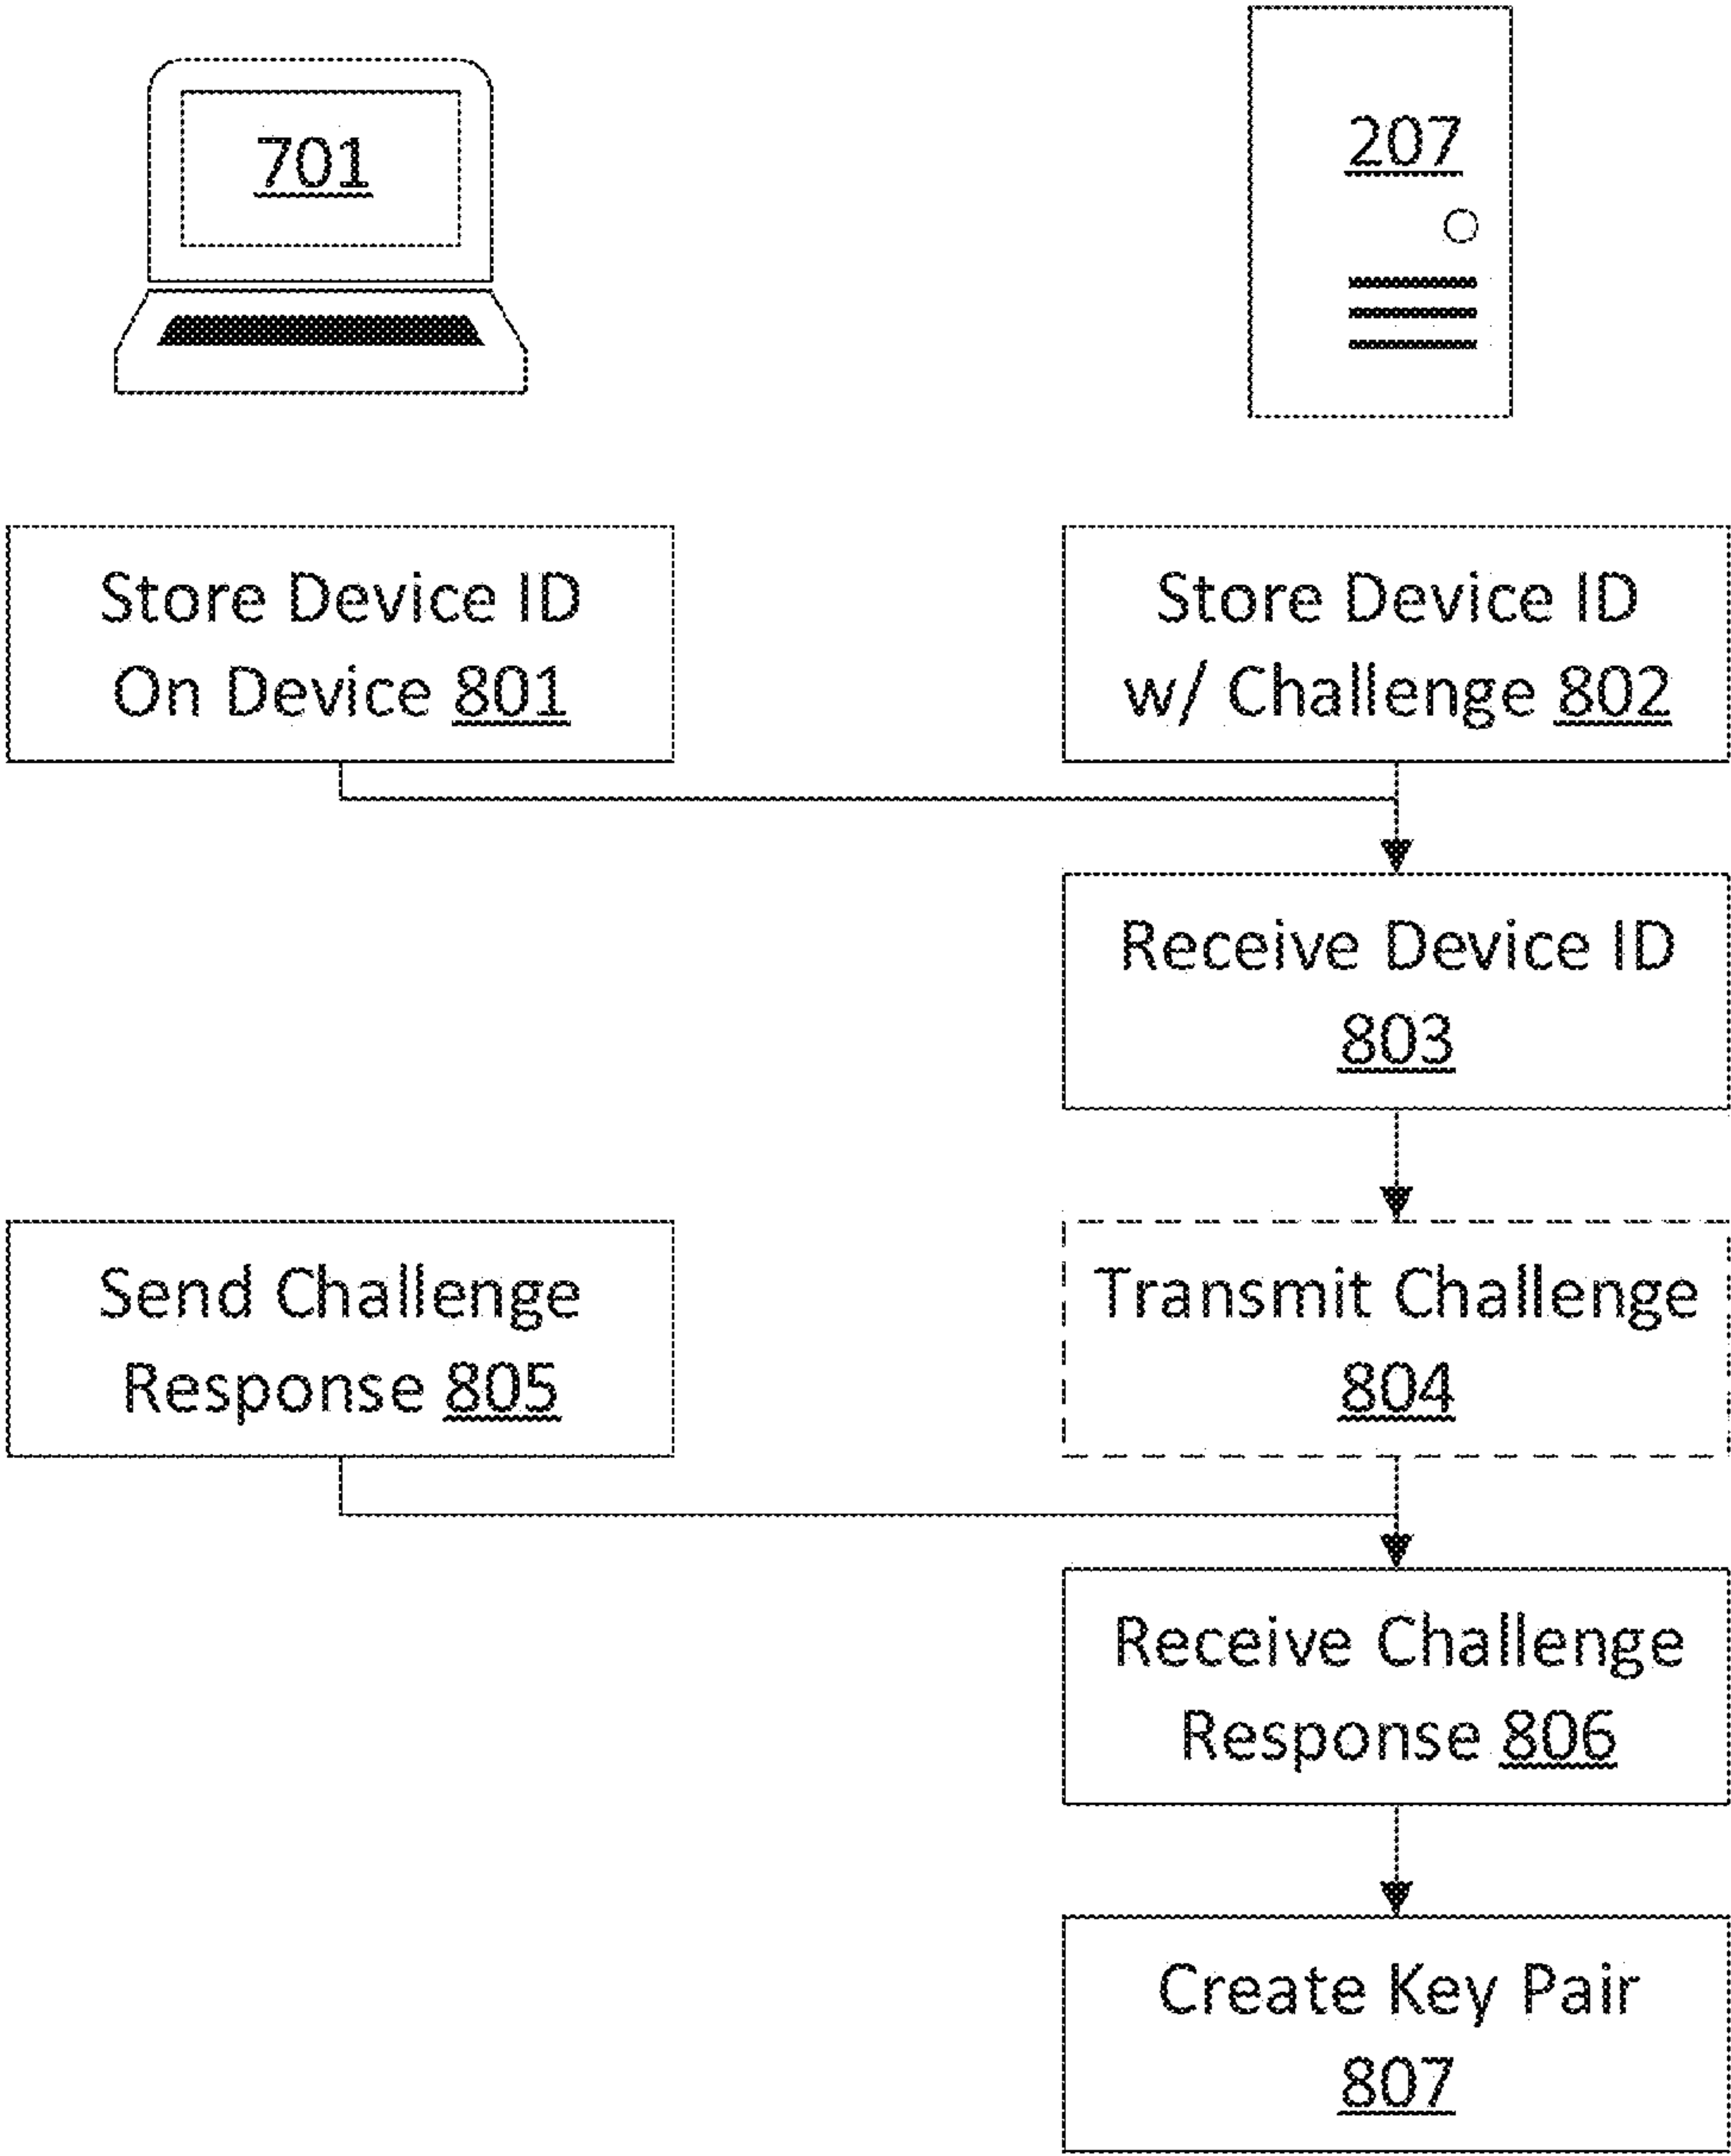 701
207
Store Device ID
On Device 801
Store Device ID
w/ Challenge 802
Receive Device ID
803
Send Challenge
Response 805
Transmit Challenge
804
Receive Challenge
Response 806
Create Key Pair
807